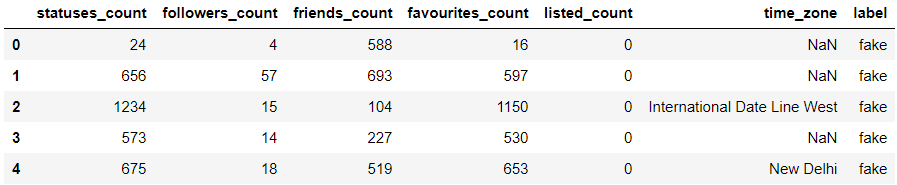 statuses_count followers_count friends_count favourites_count listed_count time_zone label
0 24 4 588 16 0 NaN fake
1 656 57 693 597 0 NaN fake
2 1234 15 104 1150 0 International Date Line West fake
3 573 14 227 530 0 NaN fake
4 675 18 519 653 0 New Delhi fake